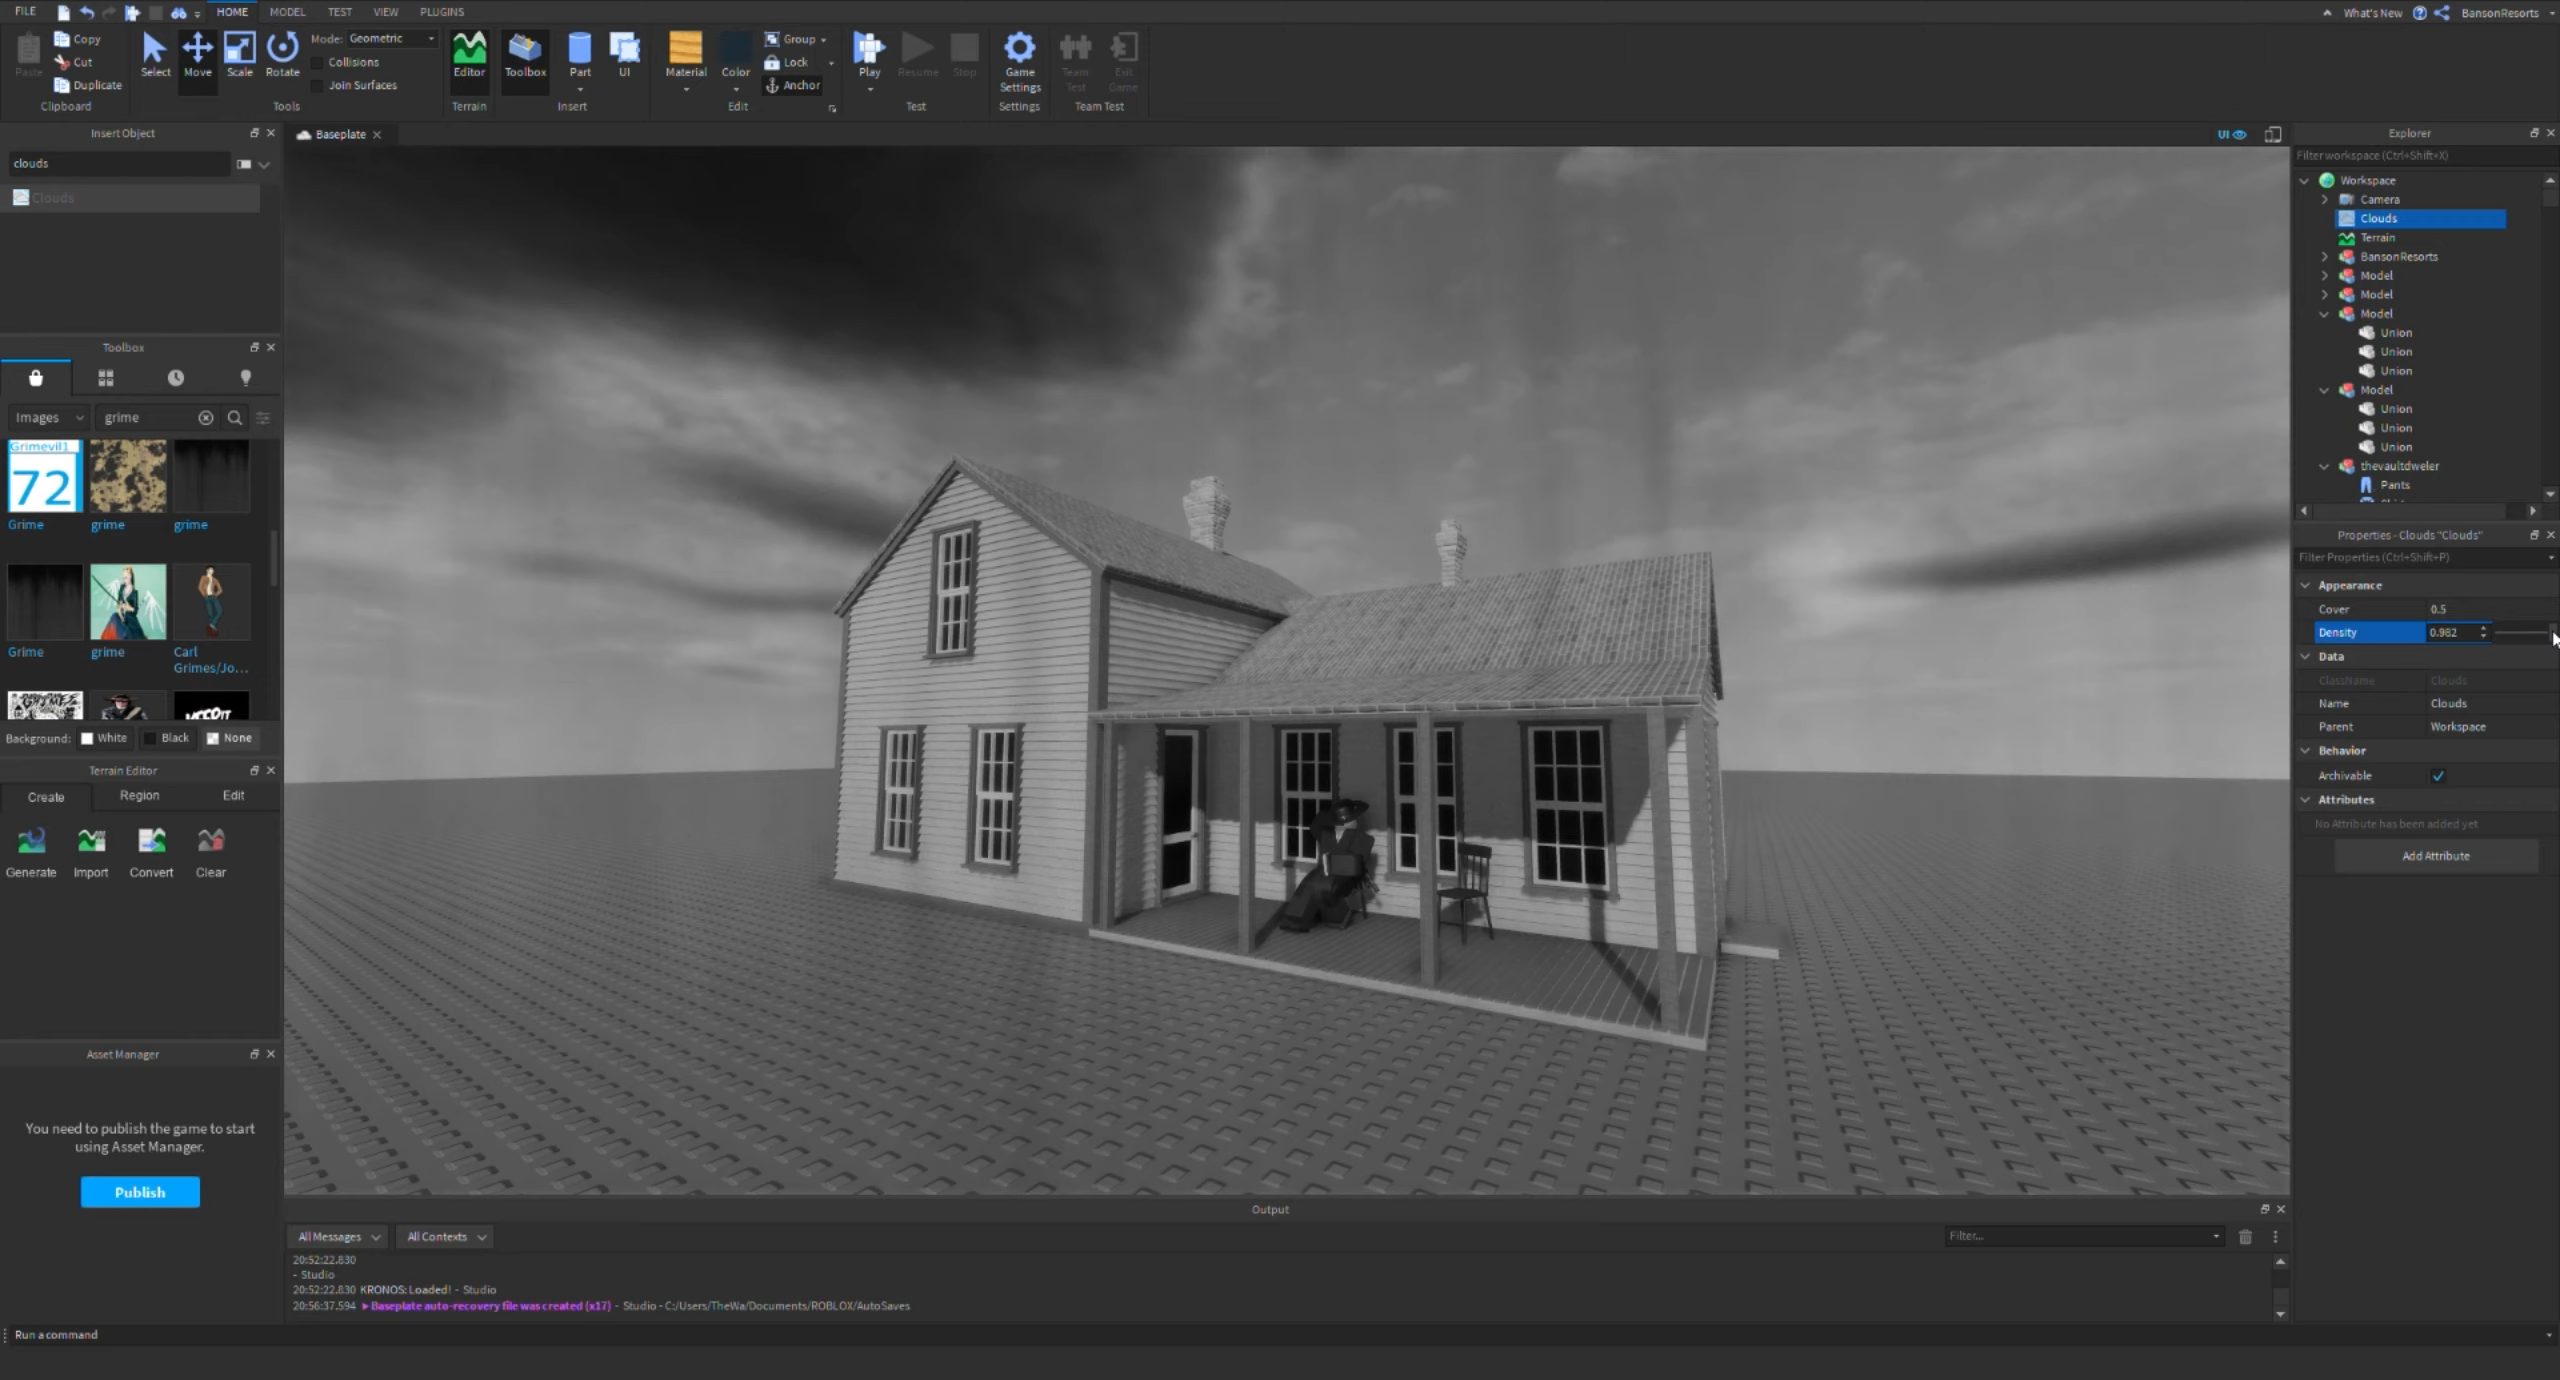 FILE HOME MODEL TEST VIEW PLUGINS What's New BansonResorts
Paste Copy Cut Duplicate Clipboard
Select Move Scale Rotate Mode: Geometric Collisions Join Surfaces Tools
Editor Terrain
Toolbox Part UI Insert
Material Color Group Lock Anchor Edit
Play Resume Stop Test
Game Settings Settings
Team Test Exit Game Team Test
Insert Object
clouds
Clouds
Toolbox
Images grime
Grimevil1
72
Grime grime grime
Grime grime Carl Grimes/Jo...
Background: White Black None
Terrain Editor
Create Region Edit
Generate Import Convert Clear
Asset Manager
You need to publish the game to start
using Asset Manager.
Publish
Baseplate
UI
Output
All Messages All Contexts Filter...
20:52:22.830
- Studio
20:52:22.830 KRONOS: Loaded! - Studio
20:56:37.594 Baseplate auto-recovery file was created (x17) - Studio - C:/Users/TheWa/Documents/ROBLOX/AutoSaves
Run a command
Explorer
Filter workspace (Ctrl+Shift+X)
Workspace
Camera
Clouds
Terrain
BansonResorts
Model
Model
Model
Union
Union
Union
Model
Union
Union
Union
thevaultdweler
Pants
Properties - Clouds "Clouds"
Filter Properties (Ctrl+Shift+P)
Appearance
Cover 0.5
Density 0.982
Data
ClassName Clouds
Name Clouds
Parent Workspace
Behavior
Archivable
Attributes
No Attribute has been added yet
Add Attribute